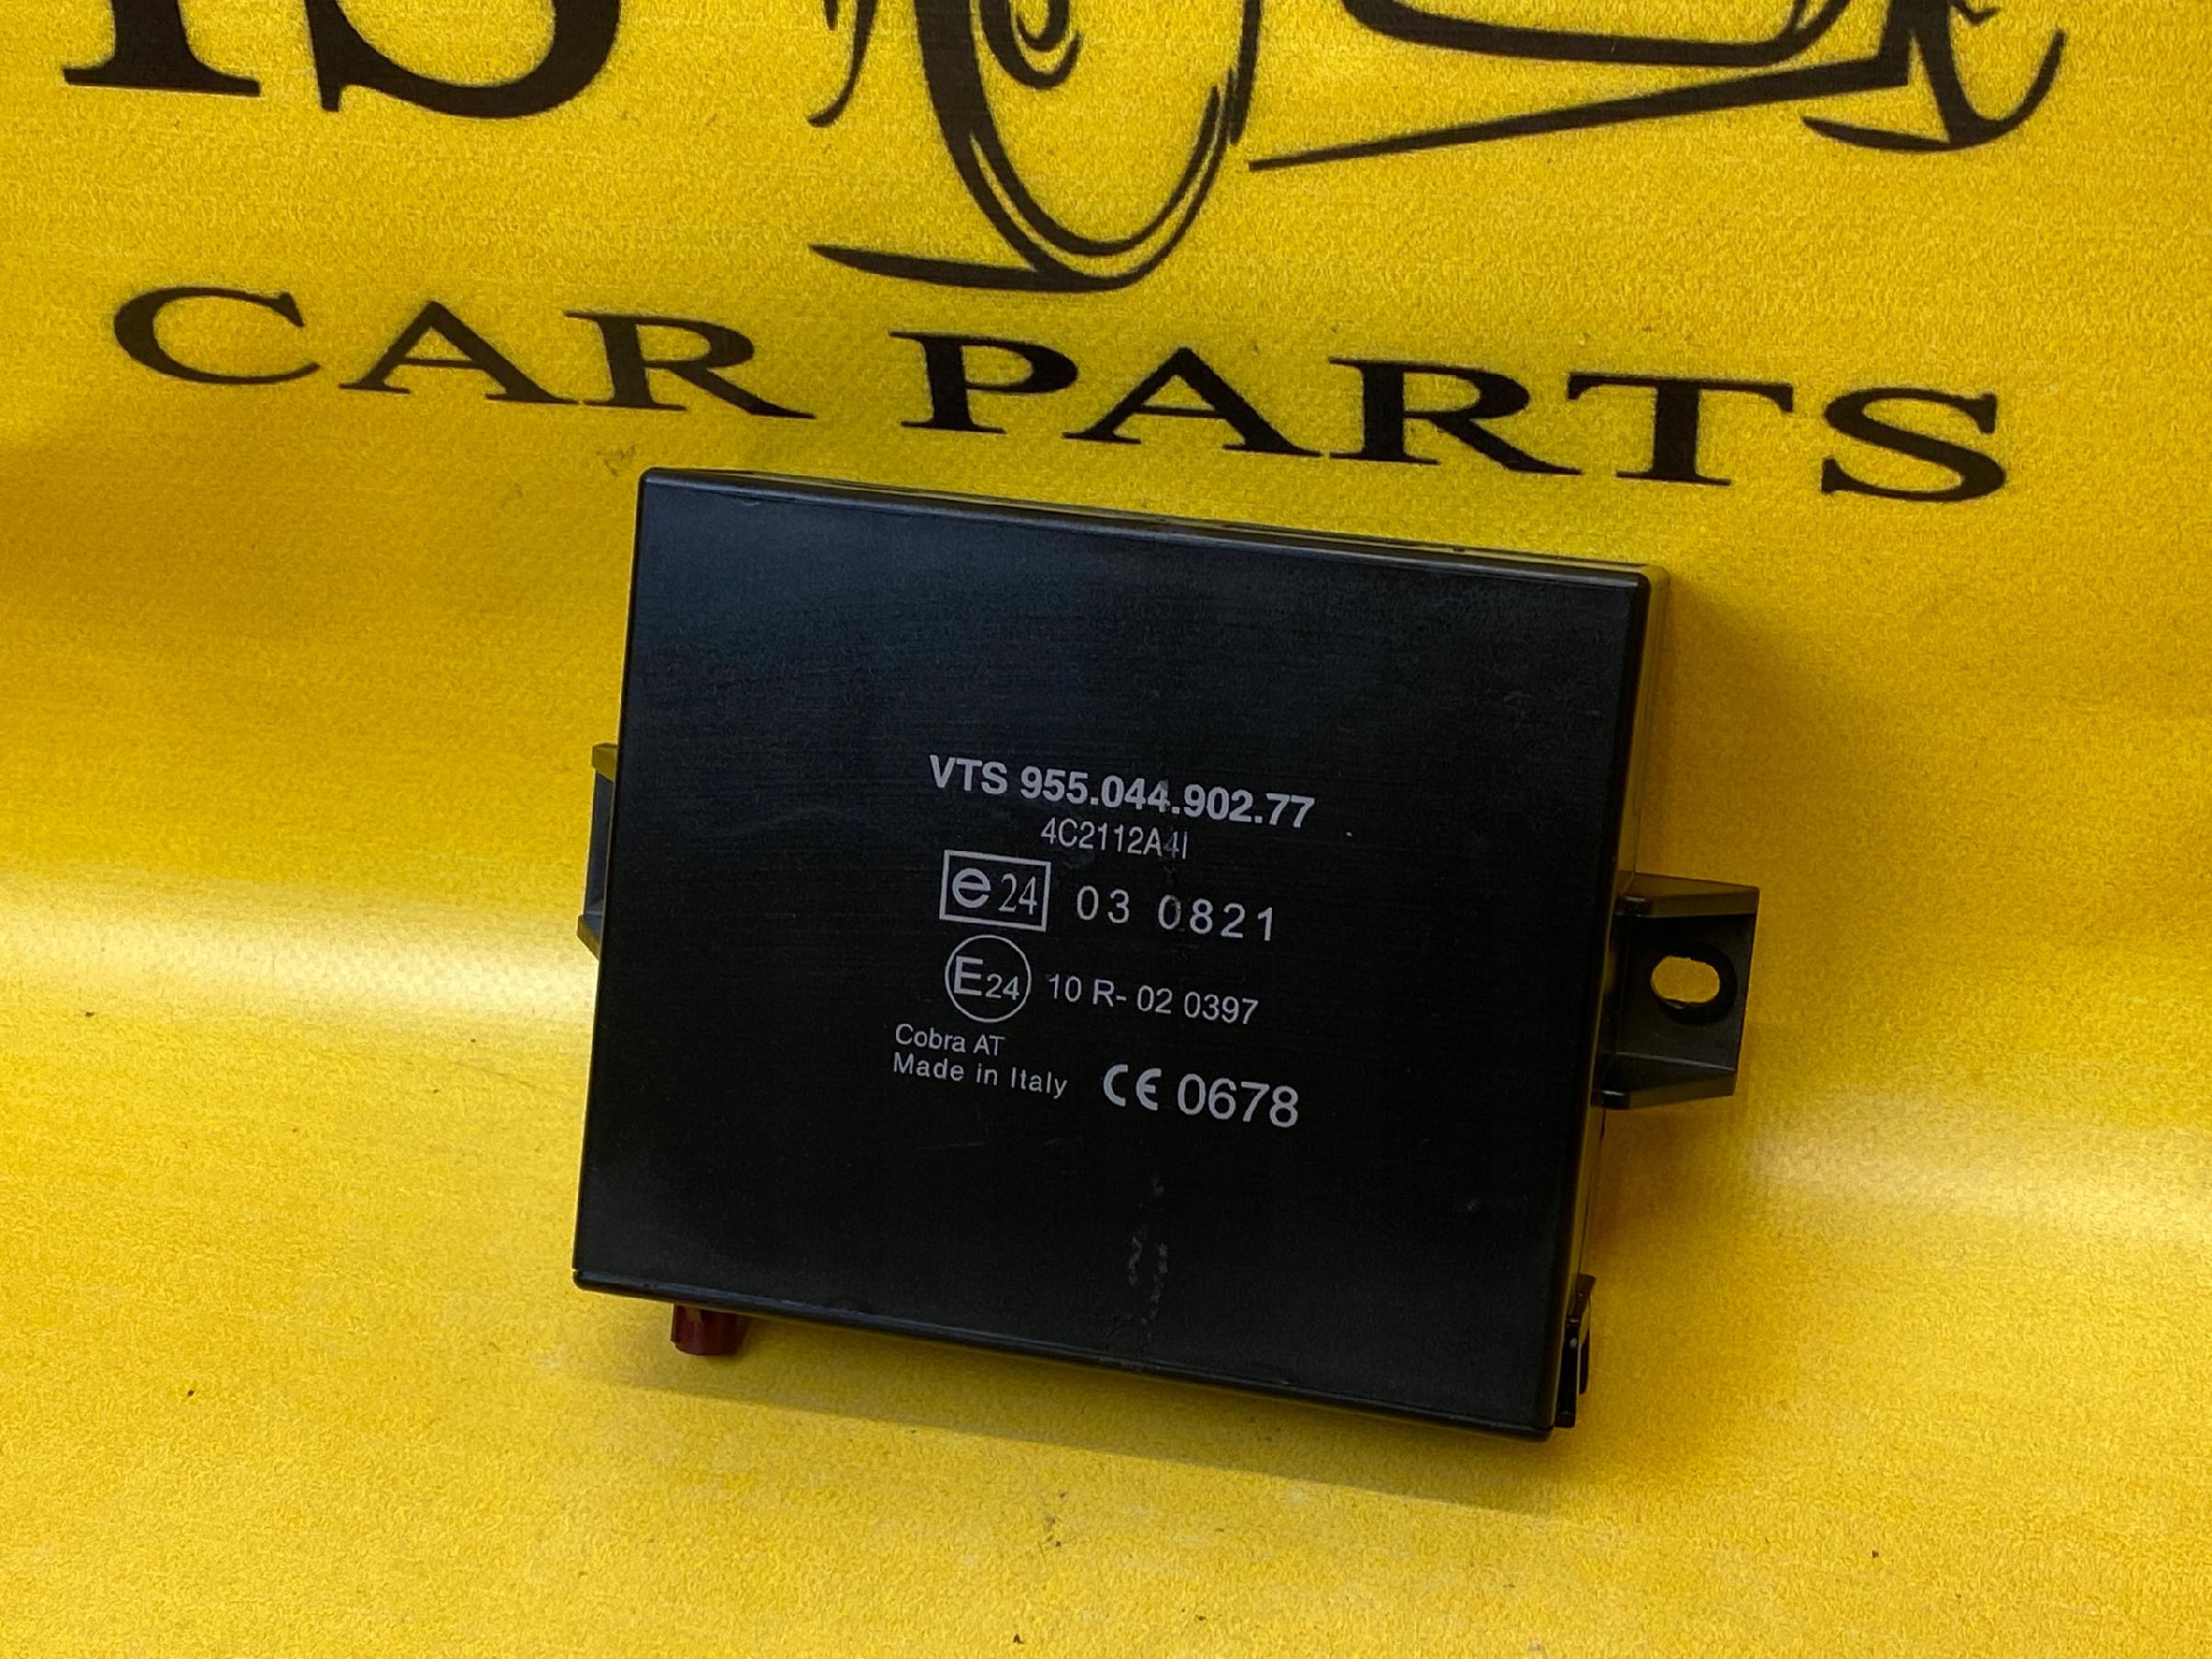 IS
CAR PARTS
VTS 955.044.902.77
4C2112A4I
e24 03 0821
E24 10 R- 02 0397
Cobra AT
Made in Italy CE 0678